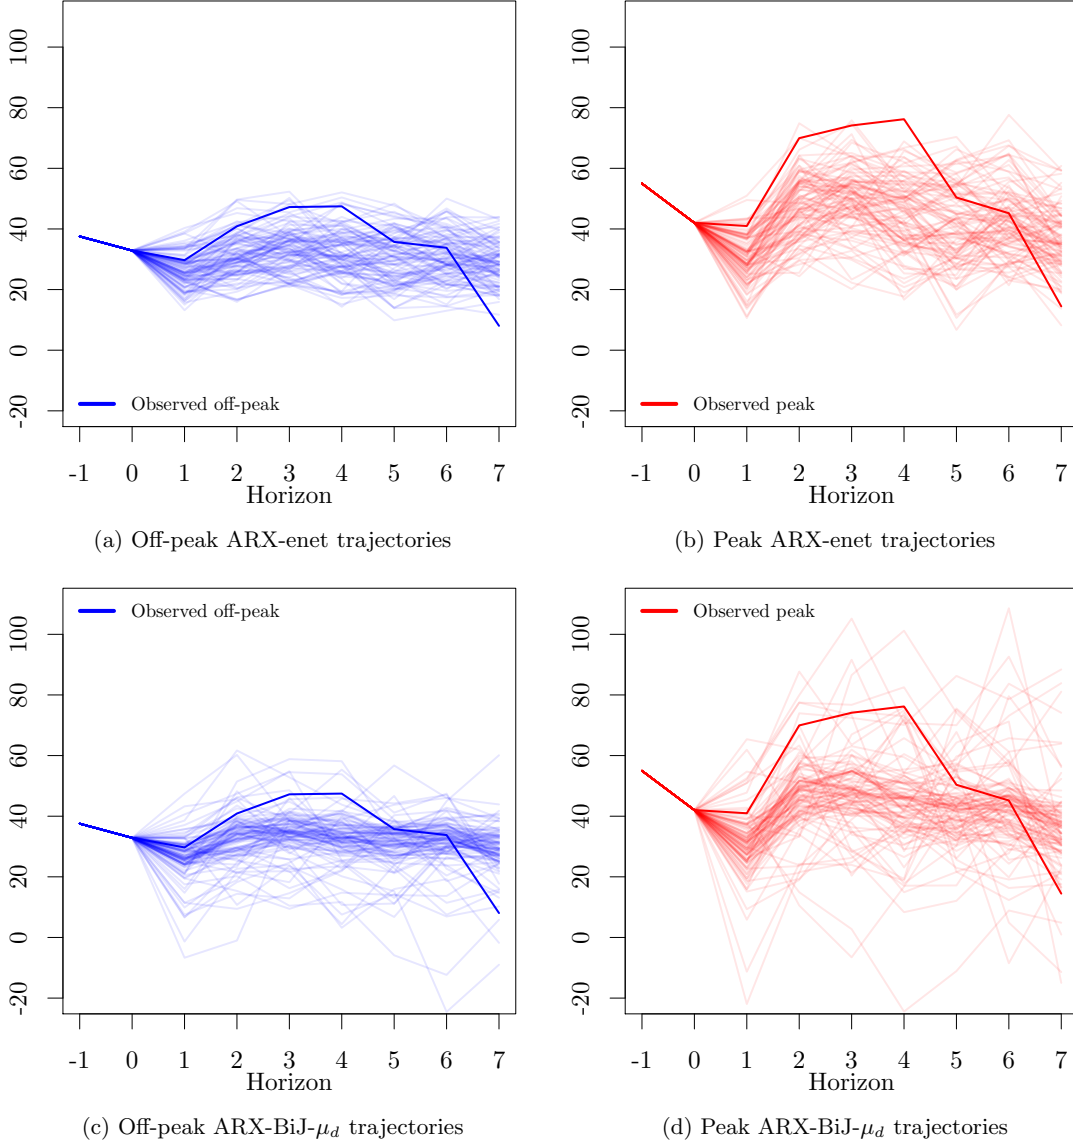 100
80
60
40
20
0
-20
Observed off-peak
-1 0 1 2 3 4 5 6 7
Horizon
(a) Off-peak ARX-enet trajectories
100
80
60
40
20
0
-20
Observed peak
-1 0 1 2 3 4 5 6 7
Horizon
(b) Peak ARX-enet trajectories
Observed off-peak
100
80
60
40
20
0
-20
-1 0 1 2 3 4 5 6 7
Horizon
(c) Off-peak ARX-BiJ-μ_d trajectories
Observed peak
100
80
60
40
20
0
-20
-1 0 1 2 3 4 5 6 7
Horizon
(d) Peak ARX-BiJ-μ_d trajectories